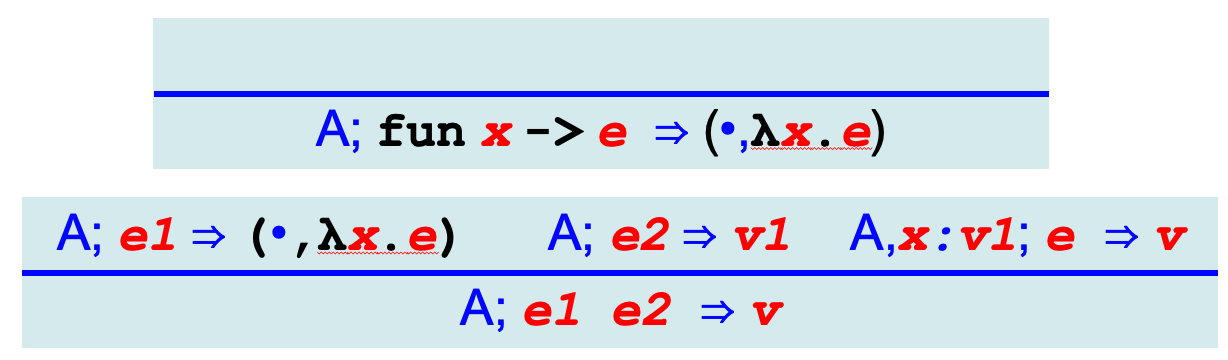 A; fun x -> e ⇒ (•,λx.e)
A; e1 ⇒ (•,λx.e) A; e2 ⇒ v1 A,x:v1; e ⇒ v
A; e1 e2 ⇒ v